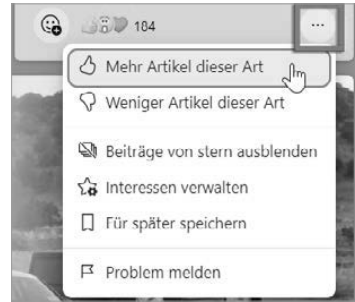 184
...
Mehr Artikel dieser Art
Weniger Artikel dieser Art
Beiträge von stern ausblenden
Interessen verwalten
Für später speichern
Problem melden